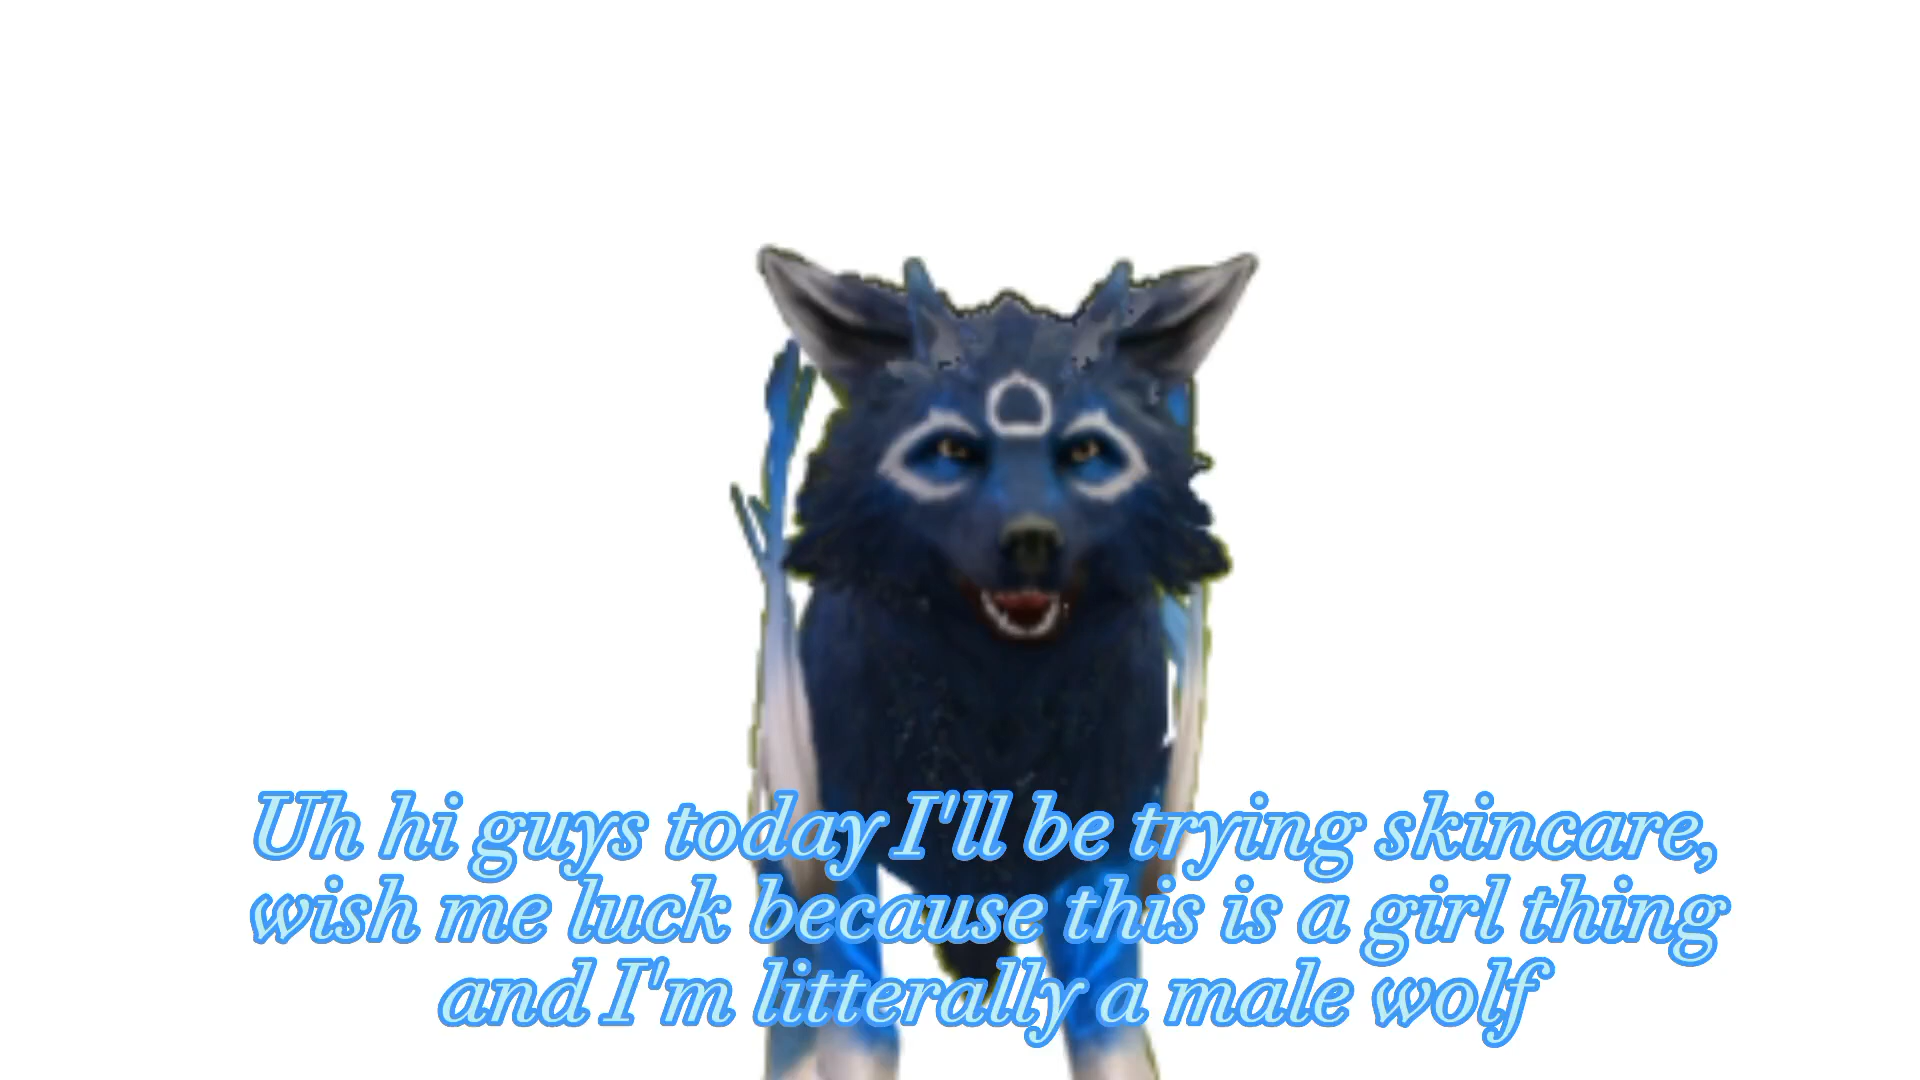 Uh hi guys today I'll be trying skincare,
wish me luck because this is a girl thing
and I'm litterally a male wolf